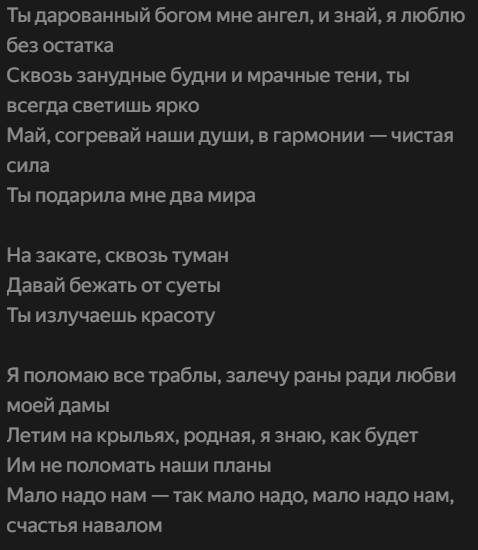 Ты дарованный богом мне ангел, и знай, я люблю
без остатка
Сквозь занудные будни и мрачные тени, ты
всегда светишь ярко
Май, согревай наши души, в гармонии — чистая
сила
Ты подарила мне два мира

На закате, сквозь туман
Давай бежать от суеты
Ты излучаешь красоту

Я поломаю все траблы, залечу раны ради любви
моей дамы
Летим на крыльях, родная, я знаю, как будет
Им не поломать наши планы
Мало надо нам — так мало надо, мало надо нам,
счастья навалом